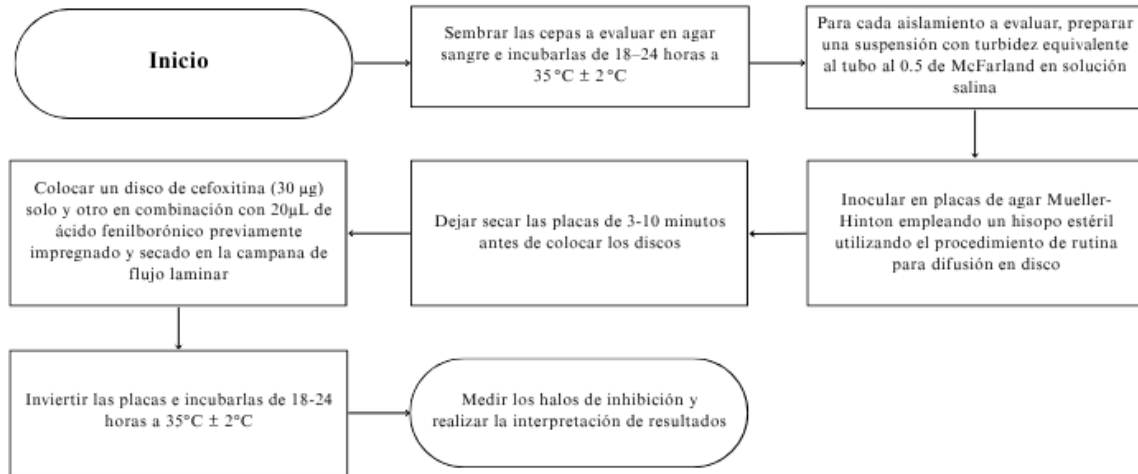 Inicio
Sembrar las cepas a evaluar en agar
sangre e incubarlas de 18–24 horas a
35 °C ± 2 °C
Para cada aislamiento a evaluar, preparar
una suspensión con turbidez equivalente
al tubo al 0.5 de McFarland en solución
salina
Inocular en placas de agar Mueller-
Hinton empleando un hisopo estéril
utilizando el procedimiento de rutina
para difusión en disco
Dejar secar las placas de 3-10 minutos
antes de colocar los discos
Colocar un disco de cefoxitina (30 µg)
solo y otro en combinación con 20µL de
ácido fenilborónico previamente
impregnado y secado en la campana de
flujo laminar
Inviertir las placas e incubarlas de 18-24
horas a 35°C ± 2°C
Medir los halos de inhibición y
realizar la interpretación de resultados